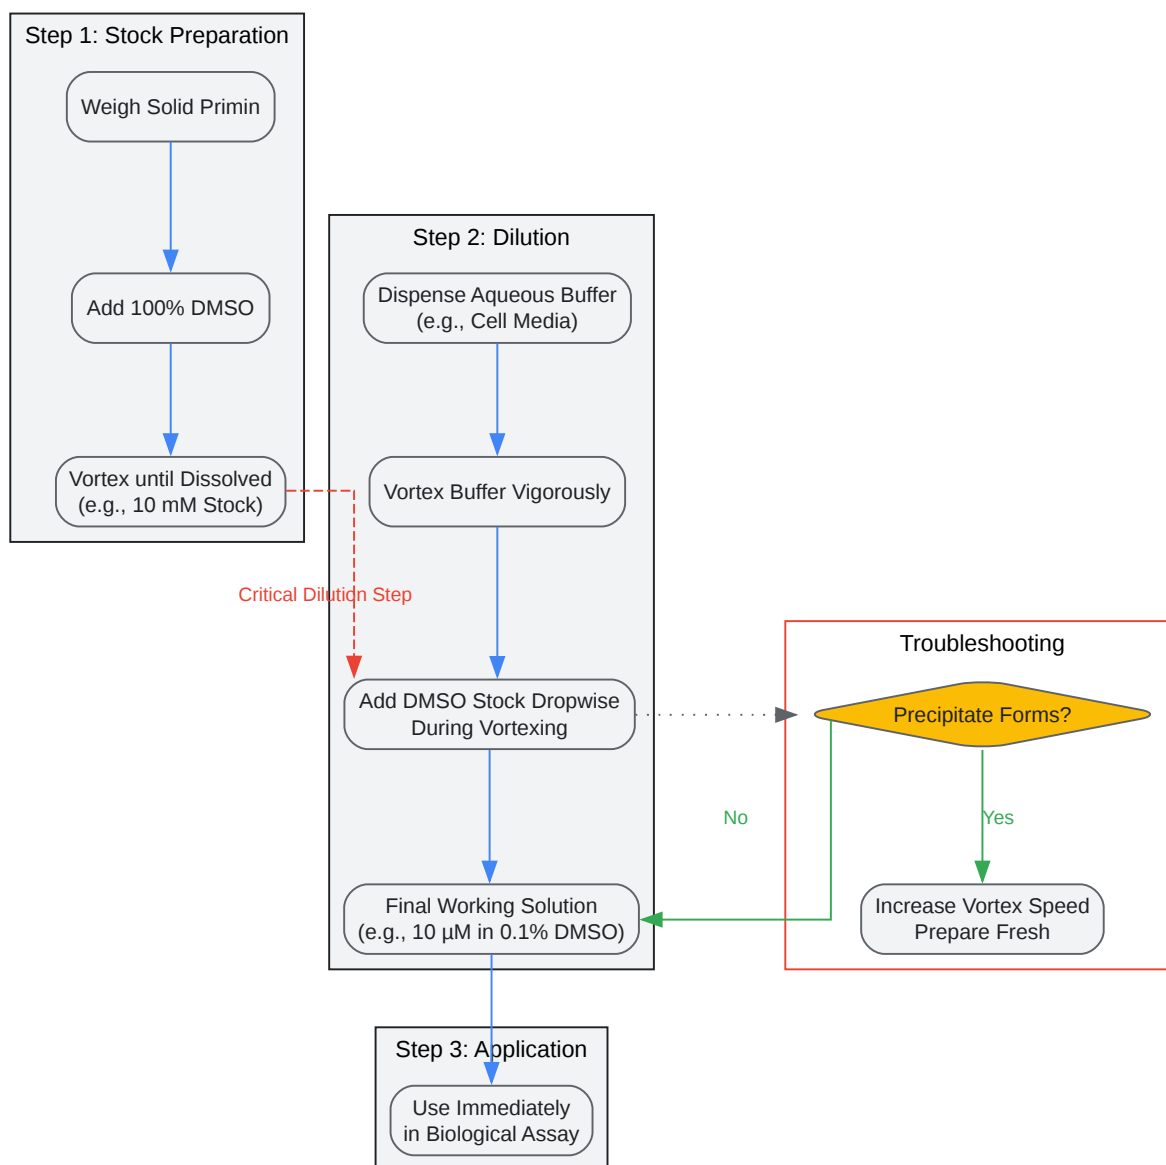 Step 1: Stock Preparation
Weigh Solid Primin
Add 100% DMSO
Vortex until Dissolved
(e.g., 10 mM Stock)
Critical Dilution Step
Step 2: Dilution
Dispense Aqueous Buffer
(e.g., Cell Media)
Vortex Buffer Vigorously
Add DMSO Stock Dropwise
During Vortexing
Final Working Solution
(e.g., 10 µM in 0.1% DMSO)
Troubleshooting
Precipitate Forms?
No
Yes
Increase Vortex Speed
Prepare Fresh
Step 3: Application
Use Immediately
in Biological Assay